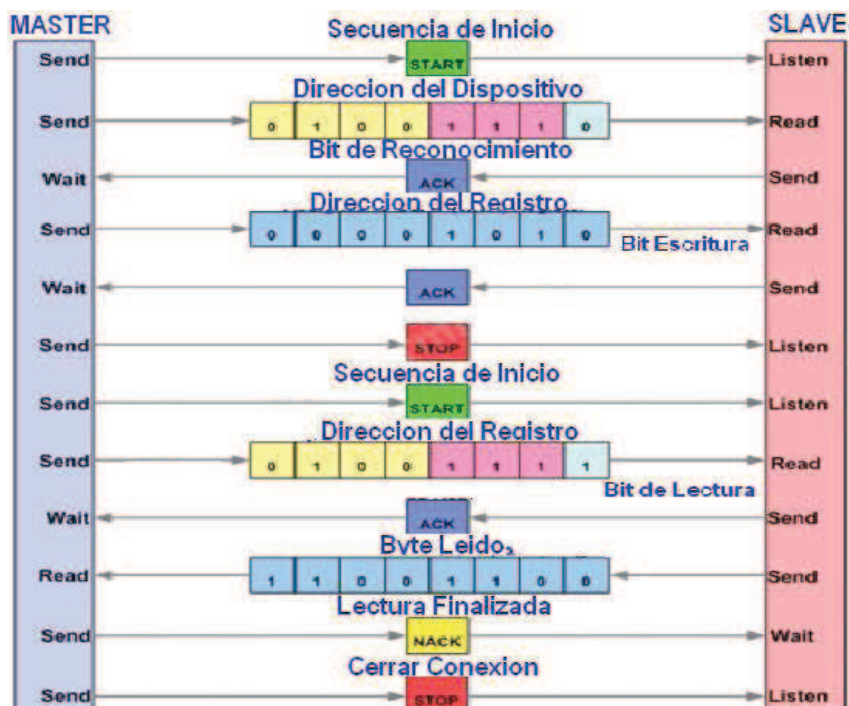 MASTER SLAVE
Secuencia de Inicio
Send START Listen
Direccion del Dispositivo
Send 0 1 0 0 1 1 1 0 Read
Bit de Reconocimiento
Wait ACK Send
Direccion del Registro
Send 0 0 0 0 1 0 1 0 Read
Bit Escritura
Wait ACK Send
Send STOP Listen
Secuencia de Inicio
Send START Listen
Direccion del Registro
Send 0 1 0 0 1 1 1 1 Read
Bit de Lectura
Wait ACK Send
Byte Leido
Read 1 1 0 0 1 1 0 0 Send
Lectura Finalizada
Send NACK Wait
Cerrar Conexion
Send STOP Listen